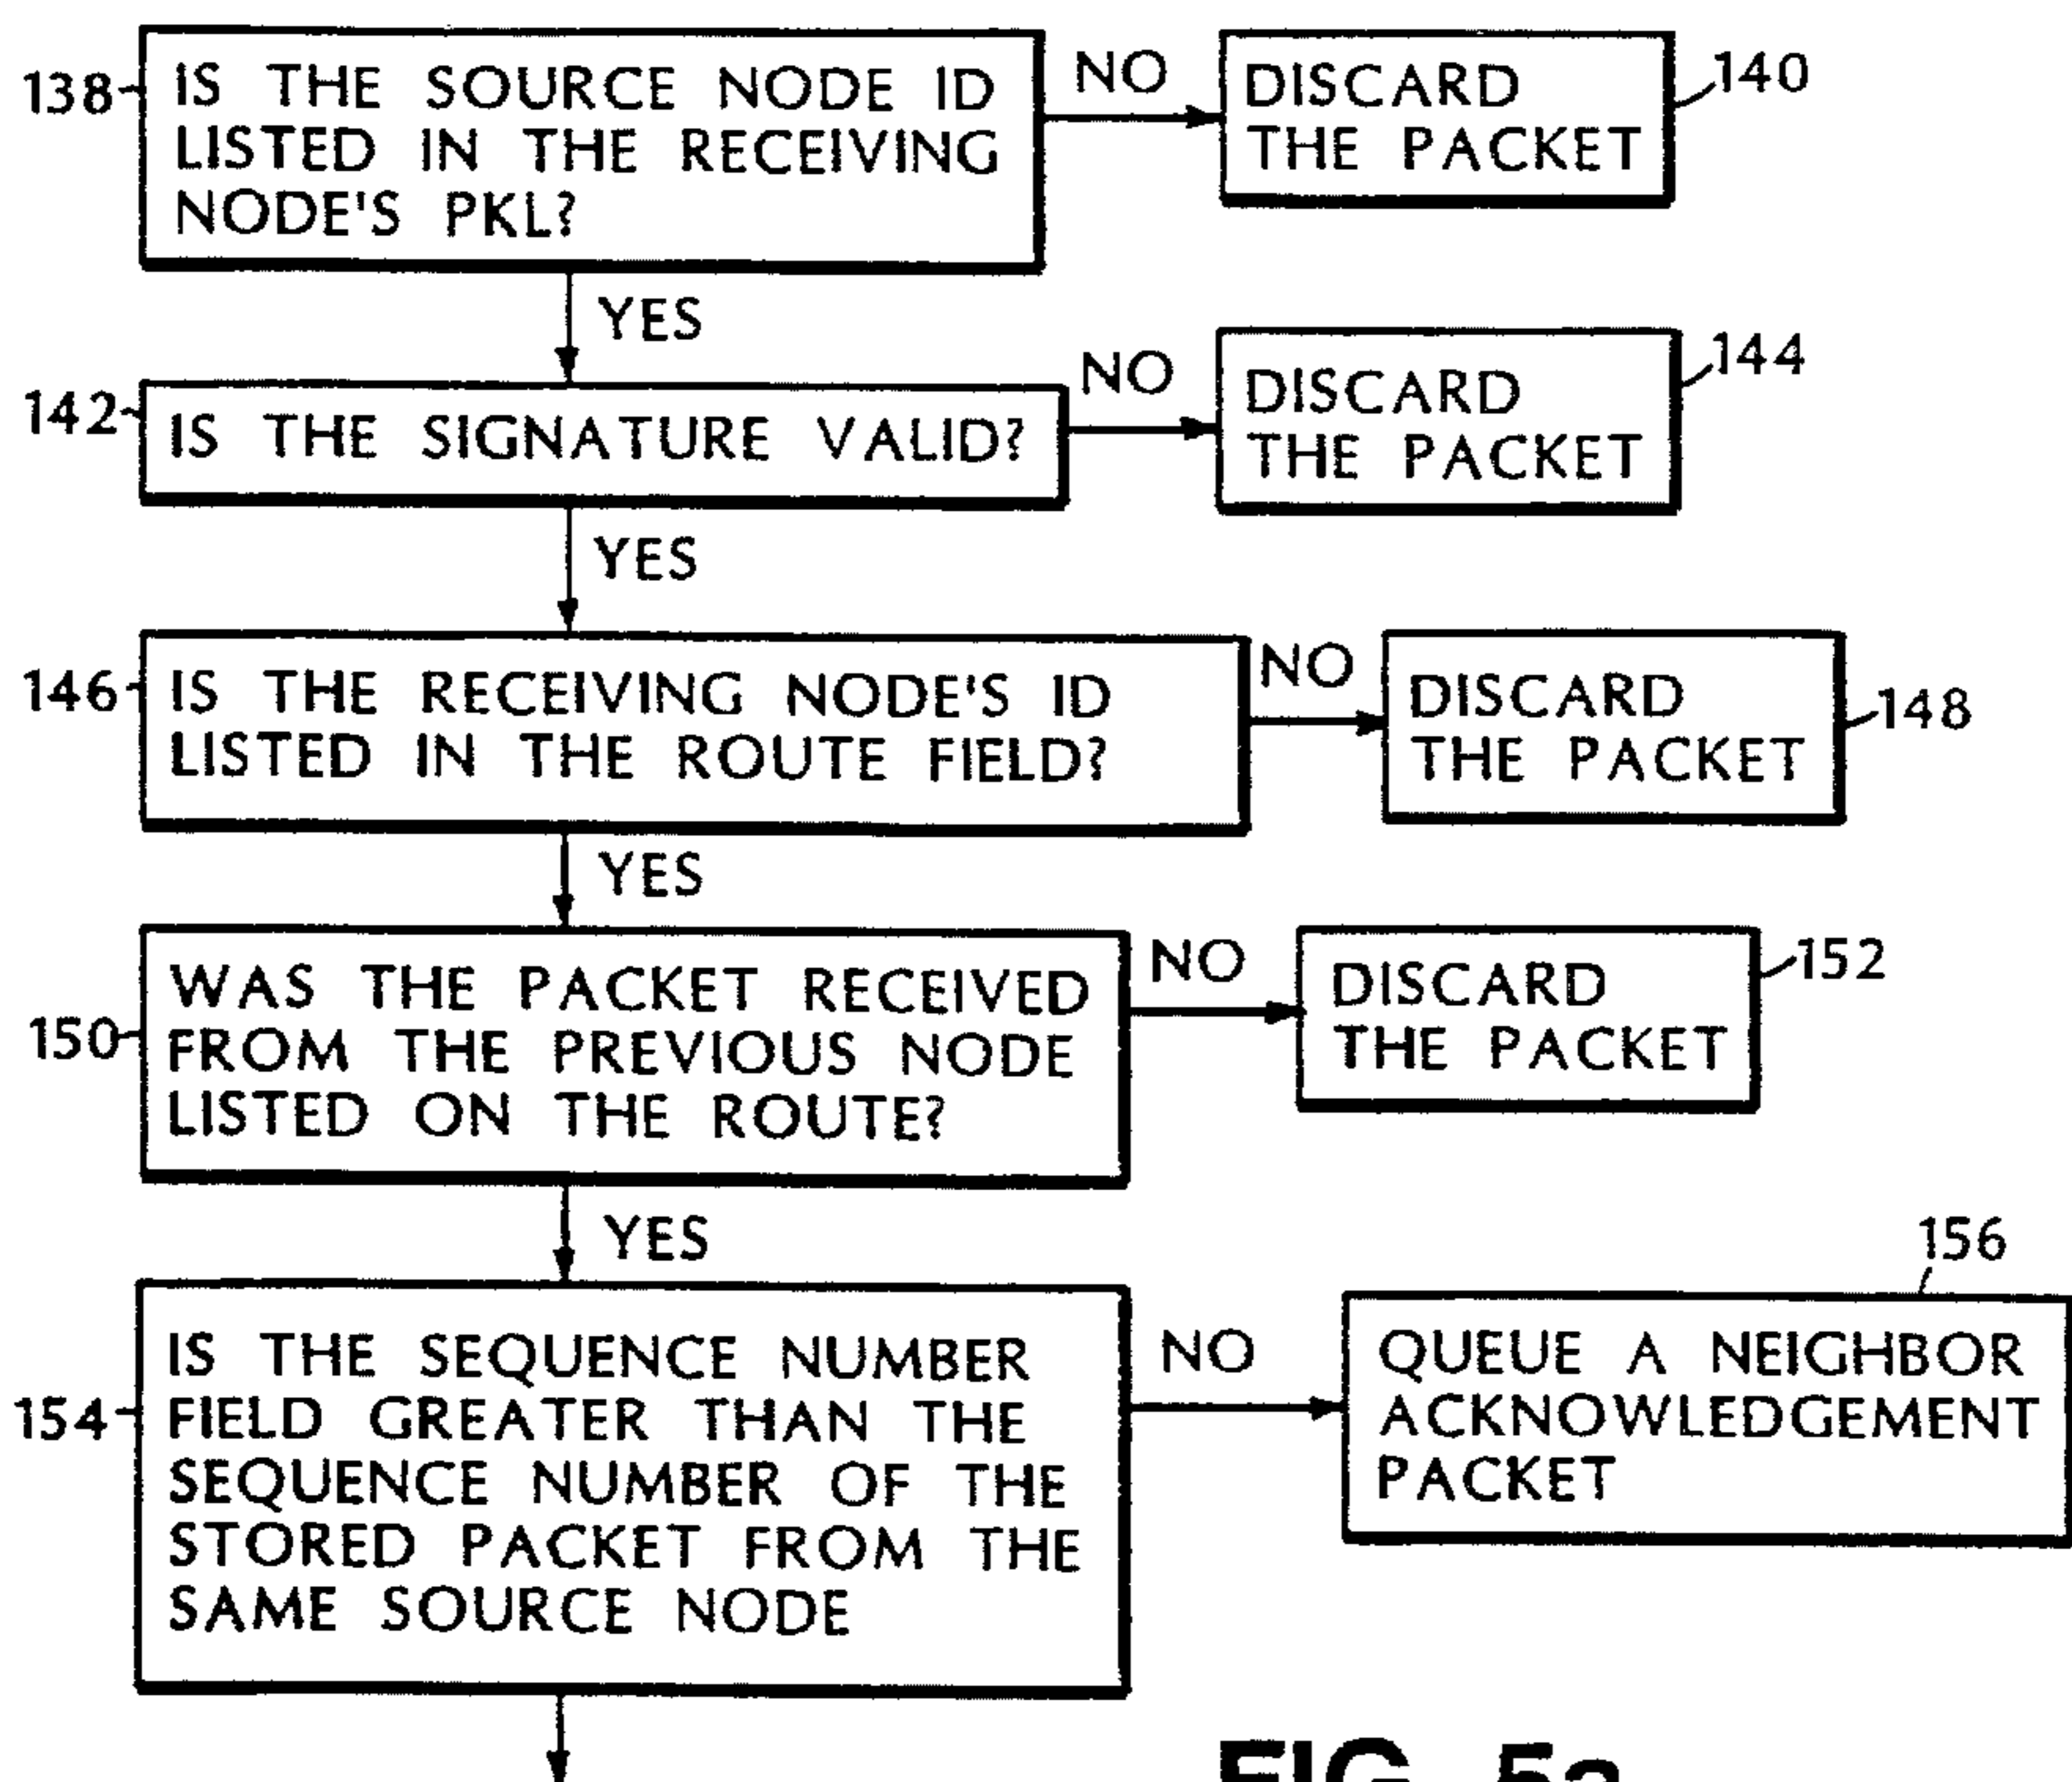 138
IS THE SOURCE NODE ID
LISTED IN THE RECEIVING
NODE'S PKL?
NO
DISCARD
THE PACKET
140
YES
142
IS THE SIGNATURE VALID?
NO
DISCARD
THE PACKET
144
YES
146
IS THE RECEIVING NODE'S ID
LISTED IN THE ROUTE FIELD?
NO
DISCARD
THE PACKET
148
YES
150
WAS THE PACKET RECEIVED
FROM THE PREVIOUS NODE
LISTED ON THE ROUTE?
NO
DISCARD
THE PACKET
152
YES
154
IS THE SEQUENCE NUMBER
FIELD GREATER THAN THE
SEQUENCE NUMBER OF THE
STORED PACKET FROM THE
SAME SOURCE NODE
NO
156
QUEUE A NEIGHBOR
ACKNOWLEDGEMENT
PACKET
FIG 5a